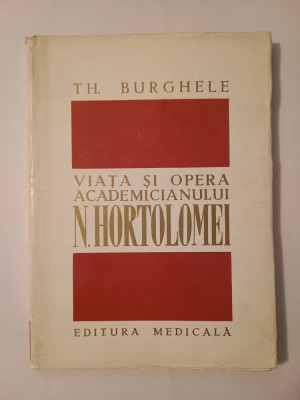 TH. BURGHELE
VIAȚA ȘI OPERA
ACADEMICIANULUI
N. HORTOLOMEI
EDITURA MEDICALĂ